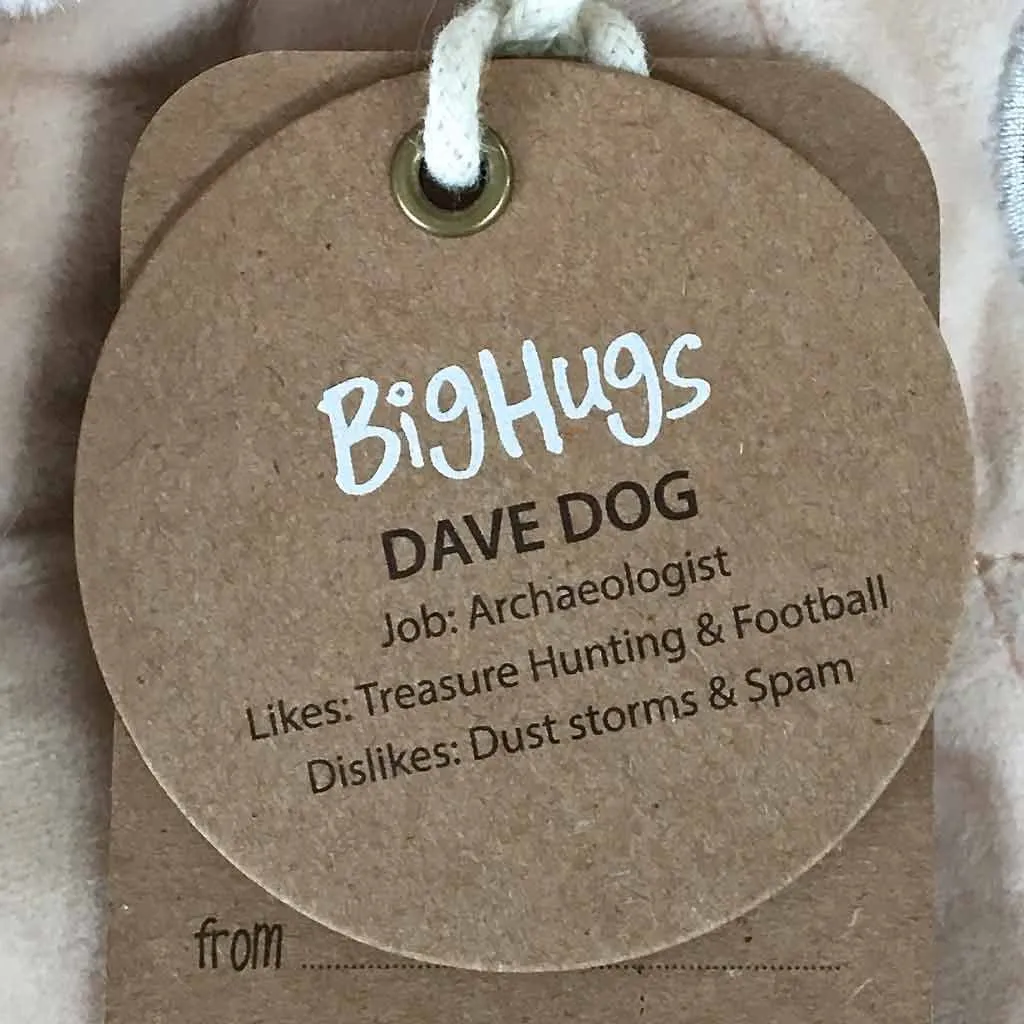 BigHugs
DAVE DOG
Job: Archaeologist
Likes: Treasure Hunting & Football
Dislikes: Dust storms & Spam
from